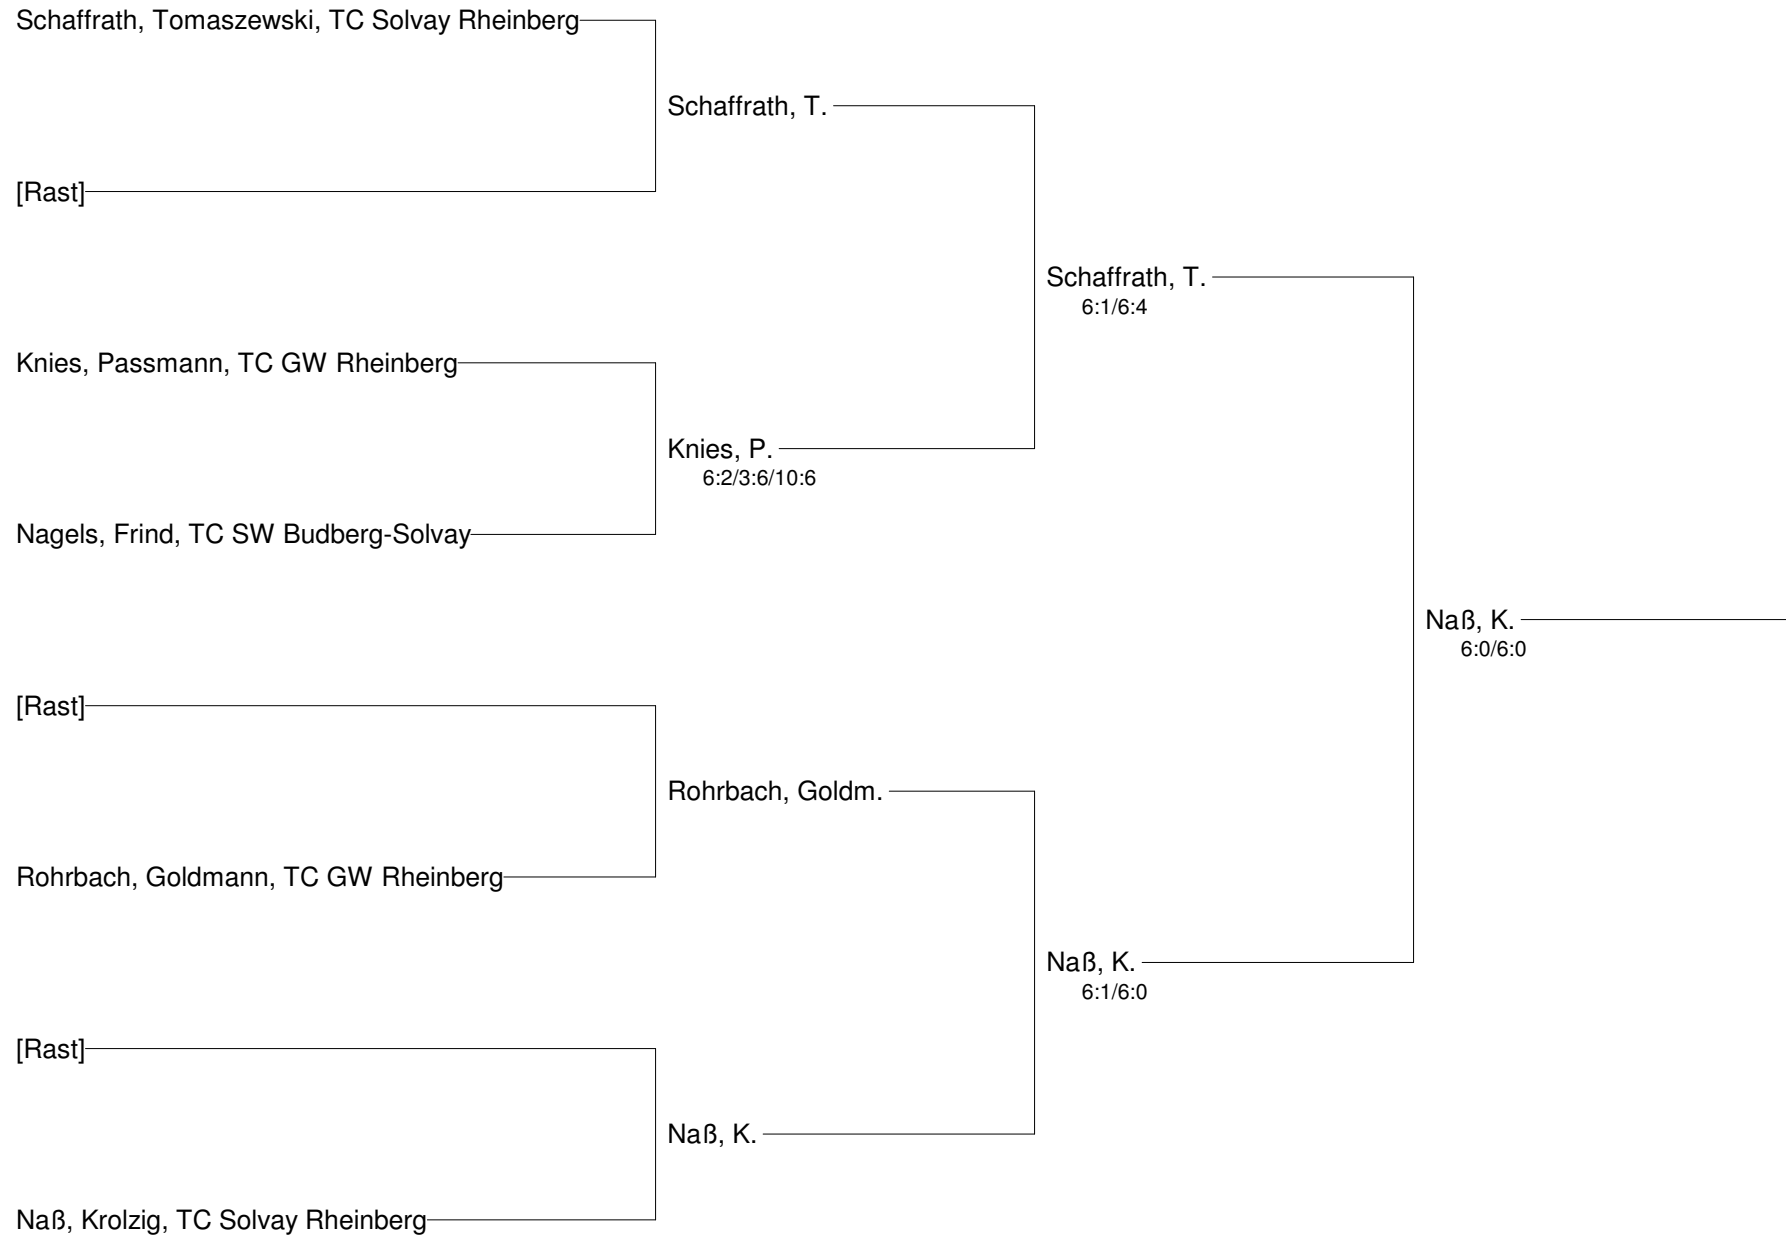 Schaffrath, Tomaszewski, TC Solvay Rheinberg
Schaffrath, T.
[Rast]
Schaffrath, T.
6:1/6:4
Knies, Passmann, TC GW Rheinberg
Knies, P.
6:2/3:6/10:6
Nagels, Frind, TC SW Budberg-Solvay
Naß, K.
6:0/6:0
[Rast]
Rohrbach, Goldm.
Rohrbach, Goldmann, TC GW Rheinberg
Naß, K.
6:1/6:0
[Rast]
Naß, K.
Naß, Krolzig, TC Solvay Rheinberg